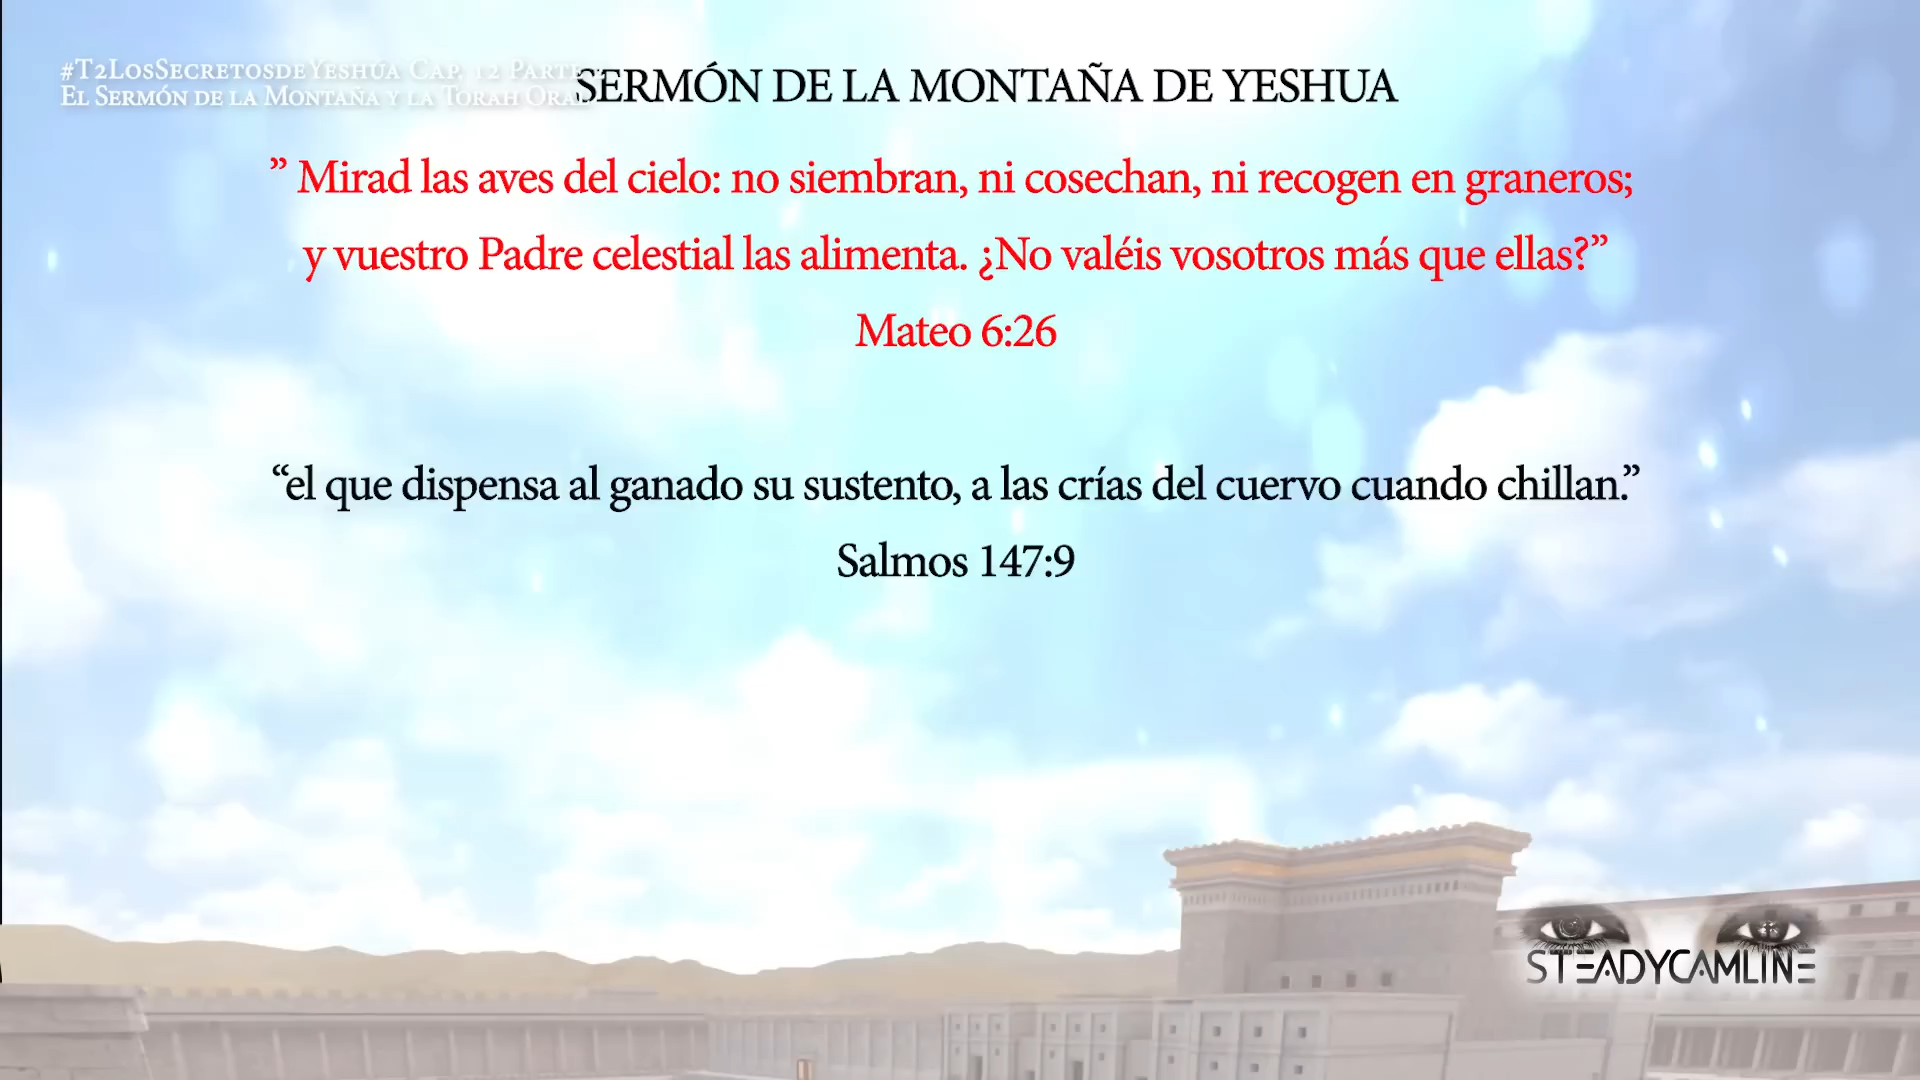 #T2LosSecretosdeYeshúa Cap. 12 Parte
El Sermón de la Montaña y la Torah Oral
SERMÓN DE LA MONTAÑA DE YESHUA
” Mirad las aves del cielo: no siembran, ni cosechan, ni recogen en graneros;
y vuestro Padre celestial las alimenta. ¿No valéis vosotros más que ellas?”
Mateo 6:26
“el que dispensa al ganado su sustento, a las crías del cuervo cuando chillan.”
Salmos 147:9
STEADYCAMLINE